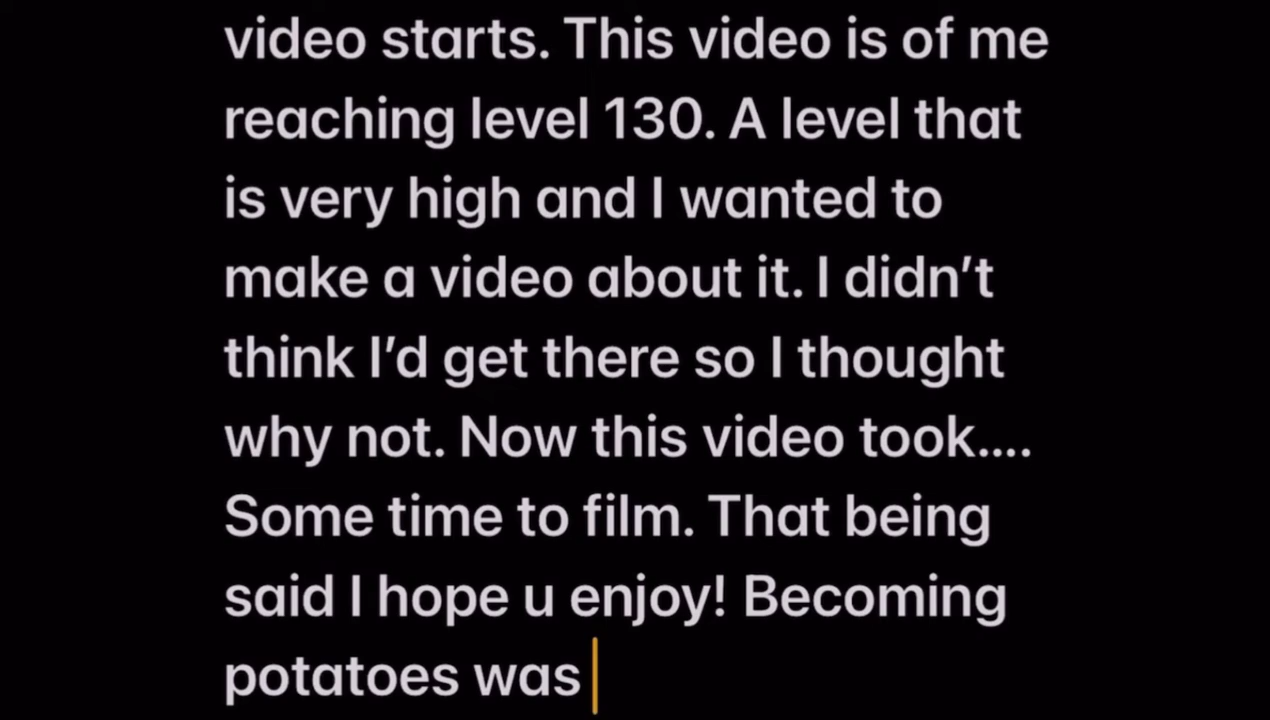 video starts. This video is of me
reaching level 130. A level that
is very high and I wanted to
make a video about it. I didn’t
think I’d get there so I thought
why not. Now this video took....
Some time to film. That being
said I hope u enjoy! Becoming
potatoes was